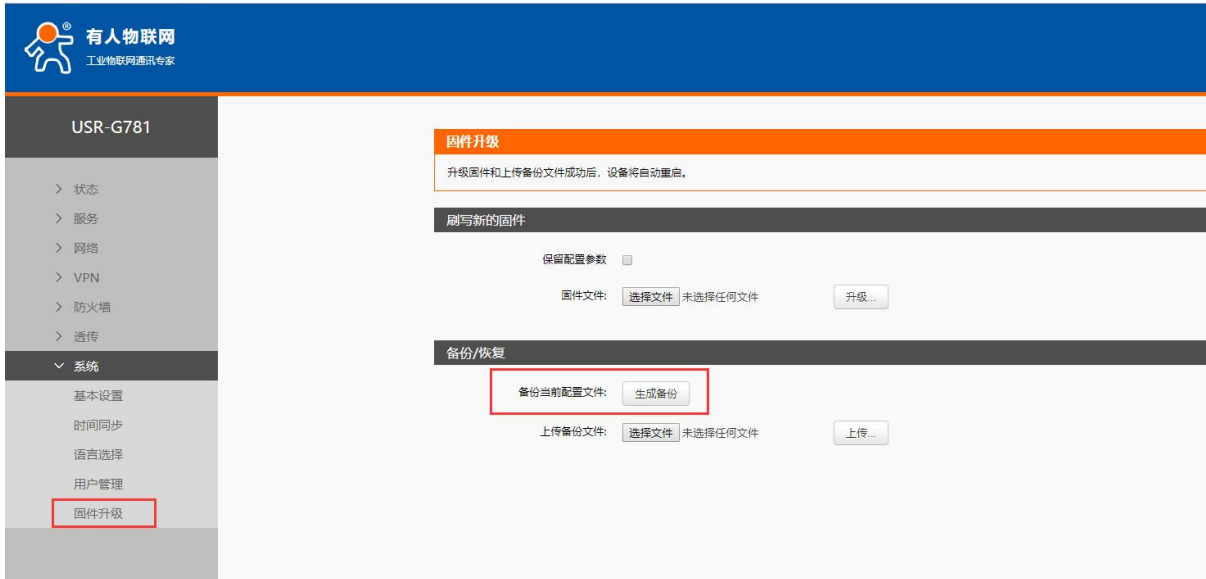 ®
有人物联网
工业物联网通讯专家
USR-G781
状态
服务
网络
VPN
防火墙
透传
系统
基本设置
时间同步
语言选择
用户管理
固件升级
固件升级
升级固件和上传备份文件成功后，设备将自动重启。
刷写新的固件
保留配置参数
固件文件: 选择文件 未选择任何文件 升级...
备份/恢复
备份当前配置文件: 生成备份
上传备份文件: 选择文件 未选择任何文件 上传...